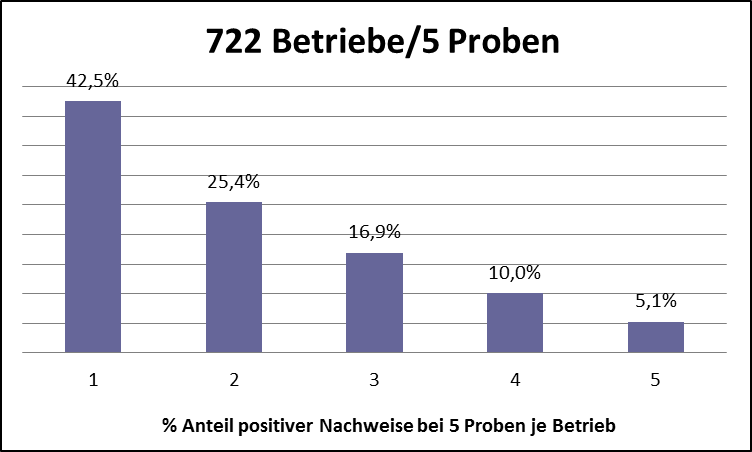 722 Betriebe/5 Proben
42,5%
25,4%
16,9%
10,0%
5,1%
1 2 3 4 5
% Anteil positiver Nachweise bei 5 Proben je Betrieb